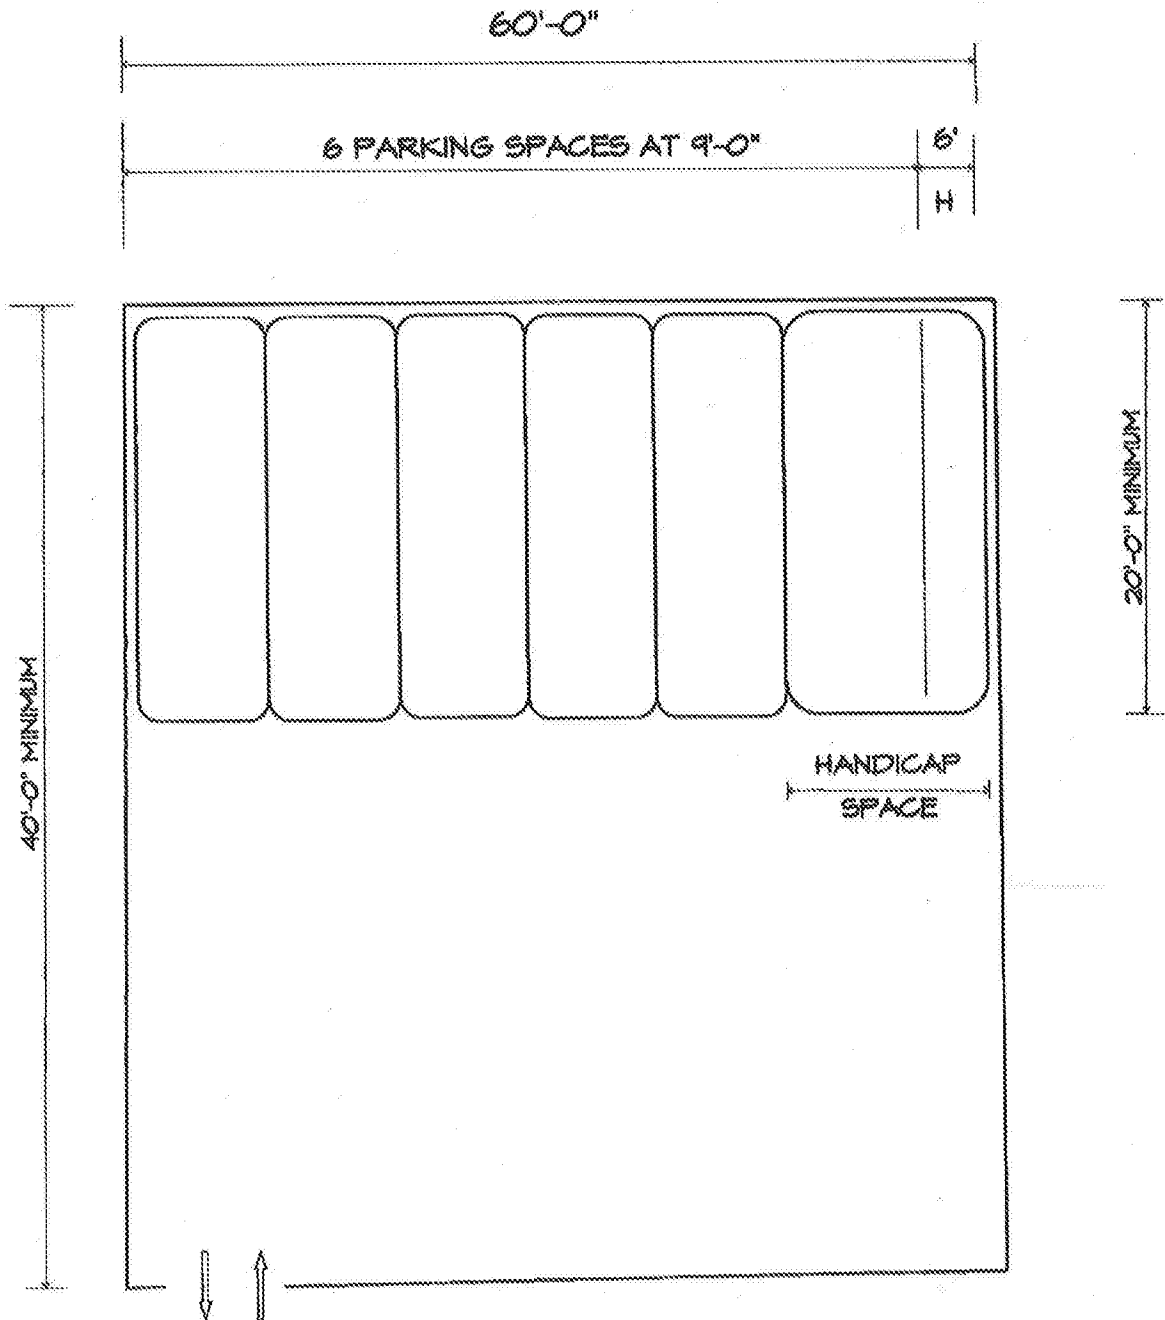 60'-0"
6 PARKING SPACES AT 9'-0"
6'
H
40'-0" MINIMUM
20'-0" MINIMUM
HANDICAP
SPACE